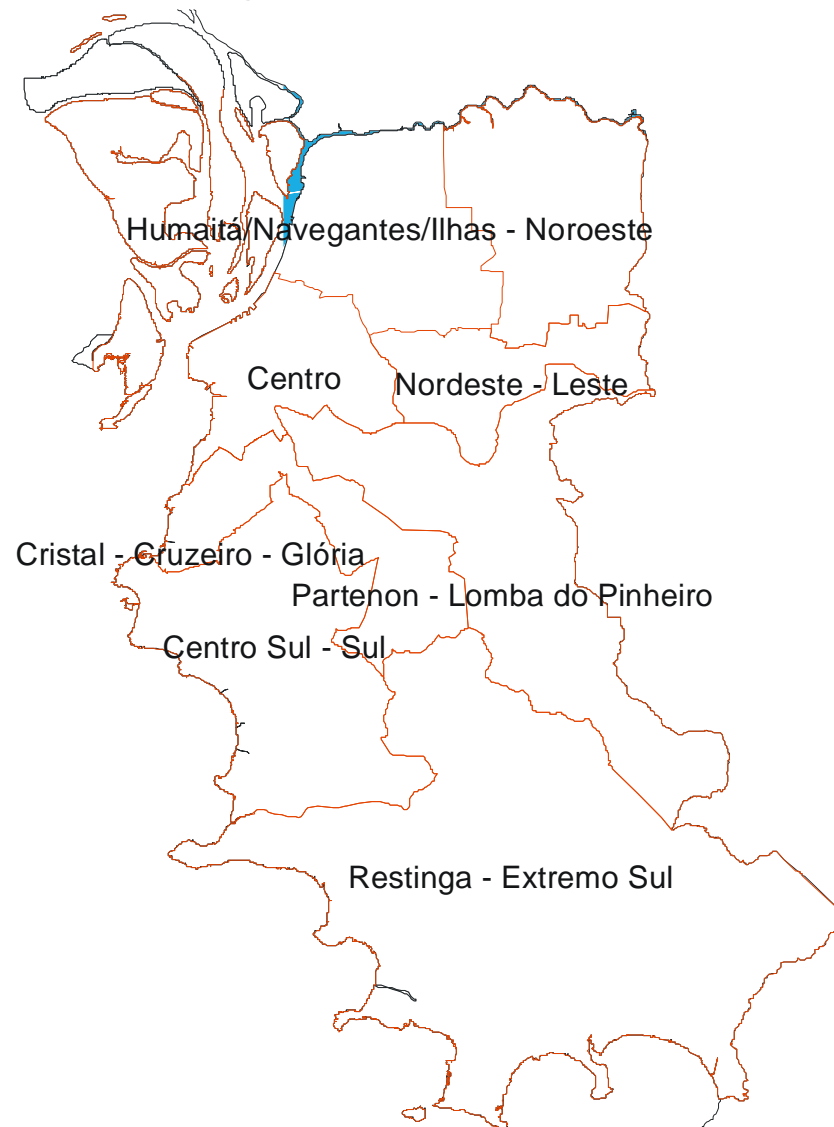 Humaitá/Navegantes/Ilhas - Noroeste
Centro
Nordeste - Leste
Cristal - Cruzeiro - Glória
Partenon - Lomba do Pinheiro
Centro Sul - Sul
Restinga - Extremo Sul